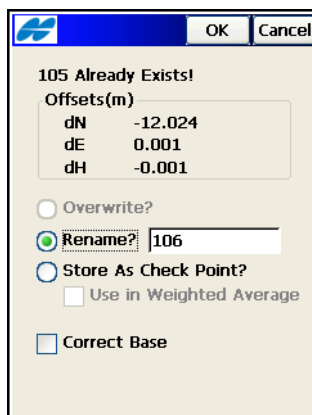 OK Cancel
105 Already Exists!
Offsets(m)
dN -12.024
dE 0.001
dH -0.001
Overwrite?
Rename? 106
Store As Check Point?
Use in Weighted Average
Correct Base